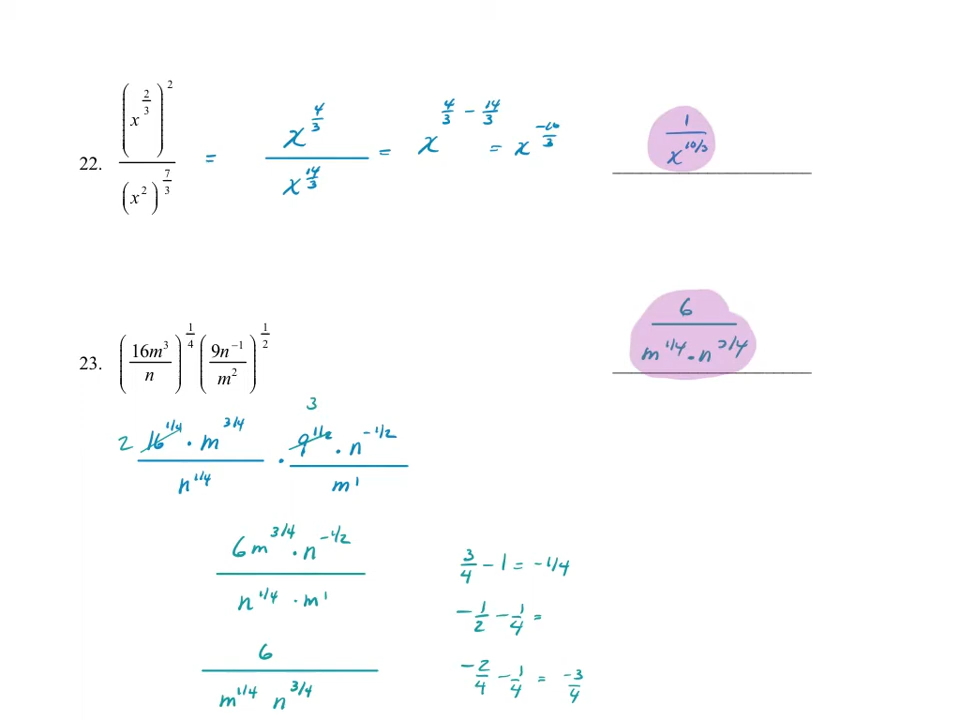 22. (x^(2/3))^2 / (x^2)^(7/3) = x^(4/3) / x^(14/3) = x^(4/3 - 14/3) = x^(-10/3)
1 / x^(10/3)
23. (16m^3 / n)^(1/4) (9n^-1 / m^2)^(1/2)
6 / (m^(1/4) · n^(3/4))
3
2 16^(1/4) · m^(3/4) / n^(1/4) · 9^(1/2) · n^(-1/2) / m^1
6m^(3/4) · n^(-1/2) / (n^(1/4) · m^1)
3/4 - 1 = -1/4
-1/2 - 1/4 =
6 / (m^(1/4) n^(3/4))
-2/4 - 1/4 = -3/4